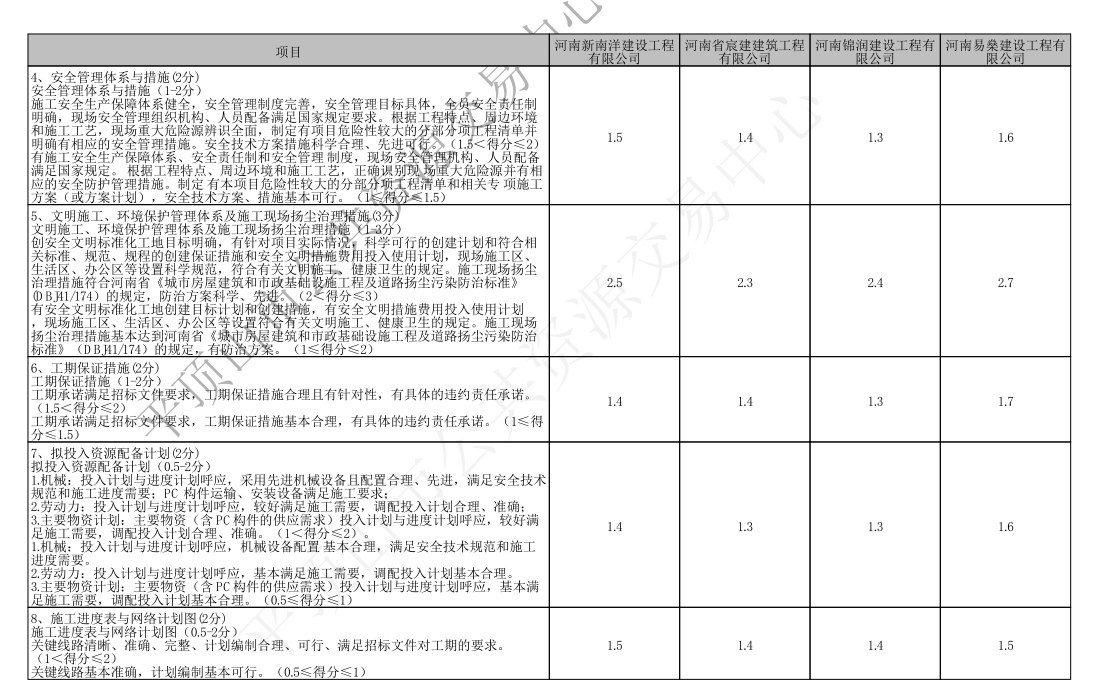 项目
河南新南洋建设工程
有限公司
河南省宸建建筑工程
有限公司
河南锦润建设工程有
限公司
河南易燊建设工程有
限公司
4、安全管理体系与措施(2分)
安全管理体系与措施（1-2分）
施工安全生产保障体系健全，安全管理制度完善，安全管理目标具体，全员安全责任制
明确，现场安全管理组织机构、人员配备满足国家规定要求。根据工程特点、周边环境
和施工工艺，现场重大危险源辨识全面，制定有项目危险性较大的分部分项工程清单并
明确有相应的安全管理措施。安全技术方案措施科学合理、先进可行。（1.5＜得分≤2）
有施工安全生产保障体系、安全责任制和安全管理 制度，现场安全管理机构、人员配备
满足国家规定。 根据工程特点、周边环境和施工工艺，正确识别现场重大危险源并有相
应的安全防护管理措施。制定 有本项目危险性较大的分部分项工程清单和相关专 项施工
方案（或方案计划），安全技术方案、措施基本可行。（1≤得分≤1.5）
1.5
1.4
1.3
1.6
5、文明施工、环境保护管理体系及施工现场扬尘治理措施(3分)
文明施工、环境保护管理体系及施工现场扬尘治理措施（1-3分）
创安全文明标准化工地目标明确，有针对项目实际情况，科学可行的创建计划和符合相
关标准、规范、规程的创建保证措施和安全文明措施费用投入使用计划，现场施工区、
生活区、办公区等设置科学规范，符合有关文明施工、健康卫生的规定。施工现场扬尘
治理措施符合河南省《城市房屋建筑和市政基础设施工程及道路扬尘污染防治标准》
（DBJ41/174）的规定，防治方案科学、先进。（2＜得分≤3）
有安全文明标准化工地创建目标计划和创建措施，有安全文明措施费用投入使用计划
，现场施工区、生活区、办公区等设置符合有关文明施工、健康卫生的规定。施工现场
扬尘治理措施基本达到河南省《城市房屋建筑和市政基础设施工程及道路扬尘污染防治
标准》（DBJ41/174）的规定，有防治方案。（1≤得分≤2）
2.5
2.3
2.4
2.7
6、工期保证措施(2分)
工期保证措施（1-2分）
工期承诺满足招标文件要求，工期保证措施合理且有针对性，有具体的违约责任承诺。
（1.5＜得分≤2）
工期承诺满足招标文件要求，工期保证措施基本合理，有具体的违约责任承诺。（1≤得
分≤1.5）
1.4
1.4
1.3
1.7
7、拟投入资源配备计划(2分)
拟投入资源配备计划（0.5-2分）
1.机械：投入计划与进度计划呼应，采用先进机械设备且配置合理、先进，满足安全技术
规范和施工进度需要；PC 构件运输、安装设备满足施工要求；
2.劳动力：投入计划与进度计划呼应，较好满足施工需要，调配投入计划合理、准确；
3.主要物资计划：主要物资（含PC构件的供应需求）投入计划与进度计划呼应，较好满
足施工需要，调配投入计划合理、准确。（1＜得分≤2）。
1.机械：投入计划与进度计划呼应，机械设备配置 基本合理，满足安全技术规范和施工
进度需要。
2.劳动力：投入计划与进度计划呼应，基本满足施工需要，调配投入计划基本合理。
3.主要物资计划：主要物资（含PC构件的供应需求）投入计划与进度计划呼应，基本满
足施工需要，调配投入计划基本合理。（0.5≤得分≤1）
1.4
1.3
1.3
1.6
8、施工进度表与网络计划图(2分)
施工进度表与网络计划图（0.5-2分）
关键线路清晰、准确、完整、计划编制合理、可行、满足招标文件对工期的要求。
（1＜得分≤2）
关键线路基本准确，计划编制基本可行。（0.5≤得分≤1）
1.5
1.4
1.4
1.5
平顶山市公共资源交易中心
平顶山市公共资源交易中心